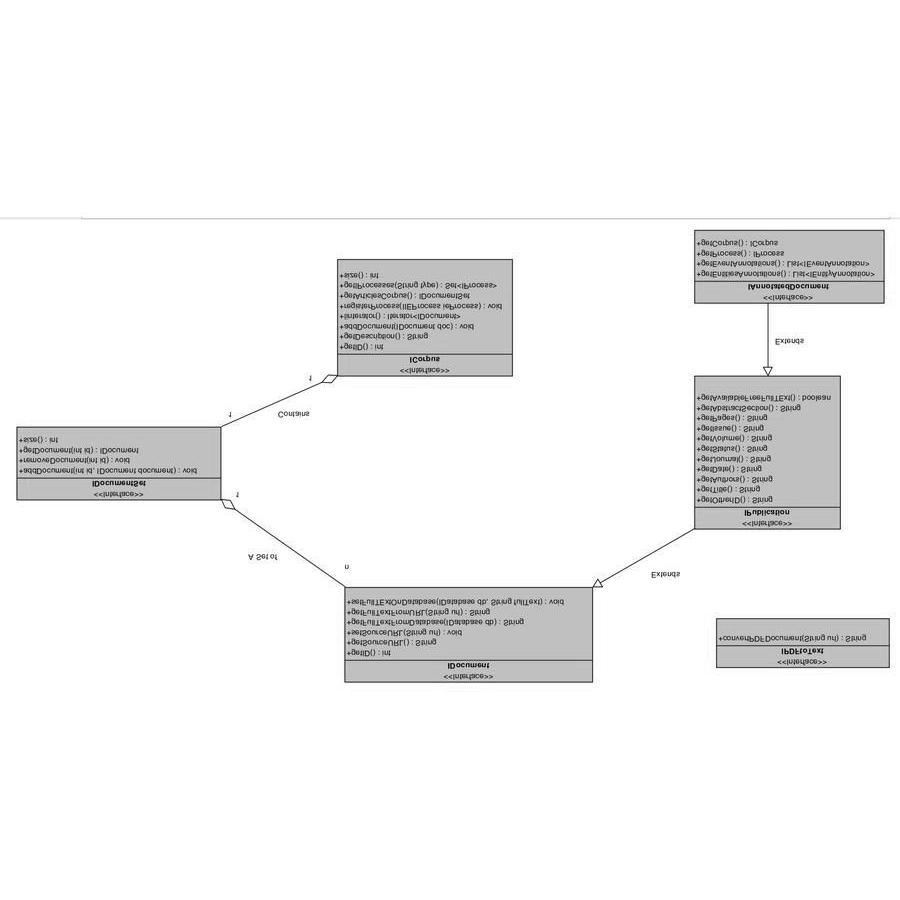 <<Interface>>
IDocument
+getID() : int
+getSourceURL() : String
+setSourceURL(String url) : void
+getFullTextFromDatabase(IDatabase db) : String
+getFullTextFromURL(String url) : String
+setFullTExtOnDatabase(IDatabase db, String fullText) : void
<<Interface>>
IPDFtoText
+convertPDFDocument(String url) : String
n
A Set of
Extends
<<Interface>>
IPublication
+getOtherID() : String
+getTitle() : String
+getAuthors() : String
+getDate() : String
+getJournal() : String
+getStatus() : String
+getVolume() : String
+getIssue() : String
+getPages() : String
+getAbstractSection() : String
+getAvailableFreeFullTExt() : boolean
1
<<Interface>>
IDocumentSet
+addDocument(int id, IDocument document) : void
+removeDocument(int id) : void
+getDocument(int id) : IDocument
+size() : int
1
Contains
1
<<Interface>>
ICorpus
+getID() : int
+getDescription() : String
+addDocument(IDocument doc) : void
+iinterator() : Iterator<IDocument>
+registerProcess(IIEProcess ieProcess) : void
+getArticlesCorpus() : IDocumentSet
+getIProcesses(String type) : Set<IProcess>
+size() : int
Extends
<<Interface>>
IAnnotatedDocument
+getEntitiesAnnotations() : List<IEntityAnnotation>
+getEventAnnotations() : List<IEventAnnotation>
+getProcess() : IProcess
+getCorpus() : ICorpus